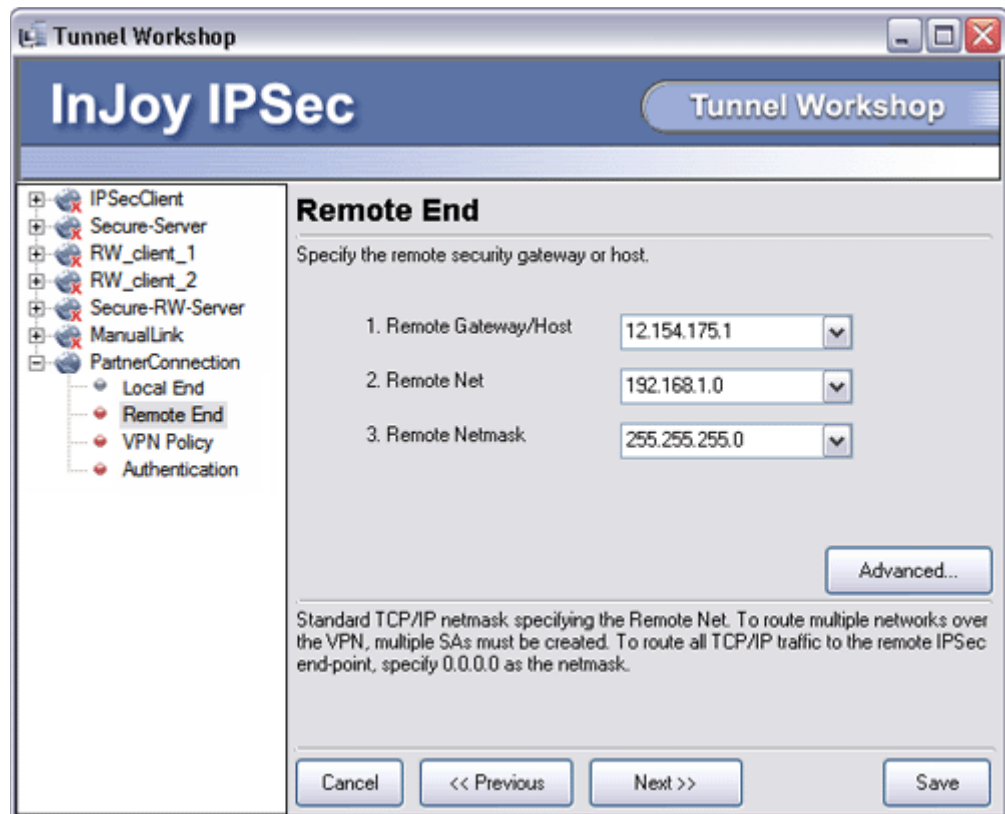 Tunnel Workshop
InJoy IPSec
Tunnel Workshop
IPSecClient
Secure-Server
RW_client_1
RW_client_2
Secure-RW-Server
ManualLink
PartnerConnection
Local End
Remote End
VPN Policy
Authentication
Remote End
Specify the remote security gateway or host.
1. Remote Gateway/Host 12.154.175.1
2. Remote Net 192.168.1.0
3. Remote Netmask 255.255.255.0
Advanced...
Standard TCP/IP netmask specifying the Remote Net. To route multiple networks over
the VPN, multiple SAs must be created. To route all TCP/IP traffic to the remote IPSec
end-point, specify 0.0.0.0 as the netmask.
Cancel << Previous Next >> Save